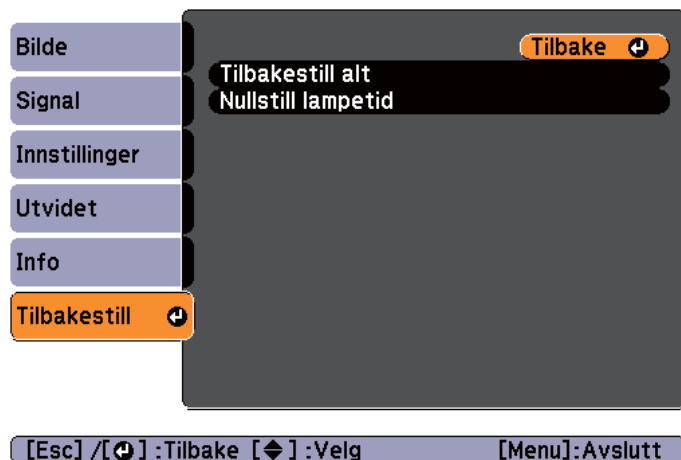 Bilde
Signal
Innstillinger
Utvidet
Info
Tilbakestill
Tilbake
Tilbakestill alt
Nullstill lampetid
[Esc] /[⏎] :Tilbake [◆] :Velg [Menu]:Avslutt